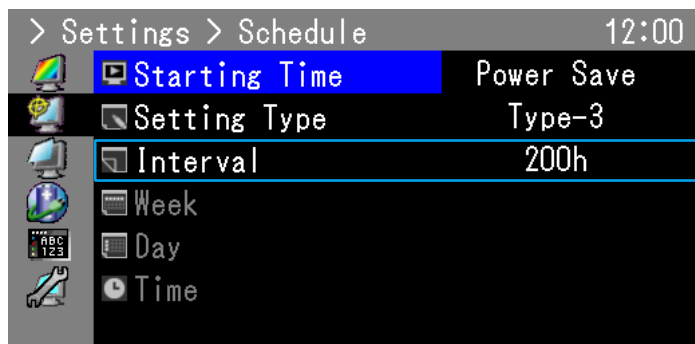 > Settings > Schedule 12:00
Starting Time Power Save
Setting Type Type-3
Interval 200h
Week
ABC
123
Day
Time